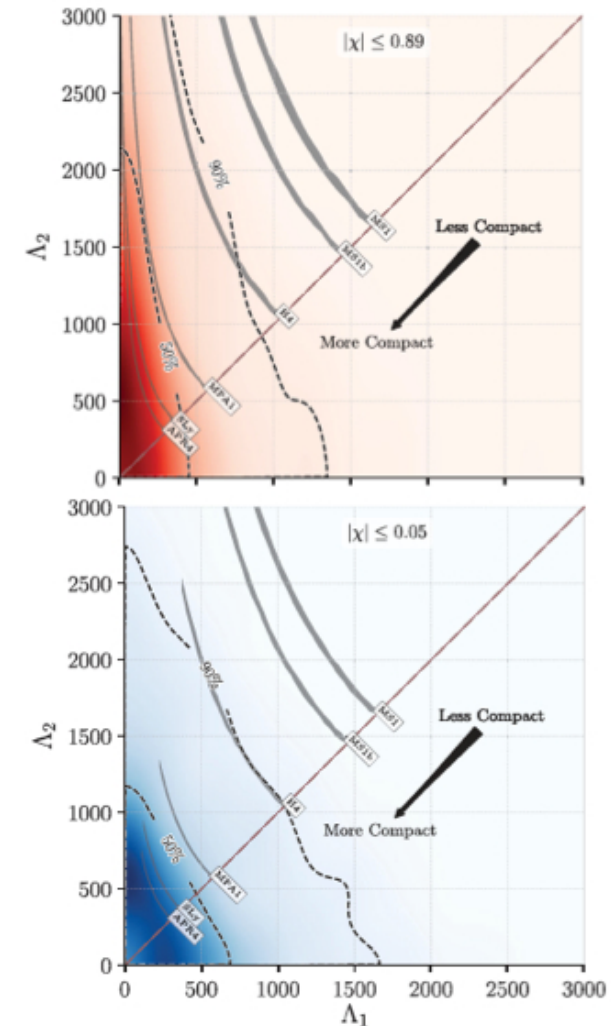 3000
|χ| ≤ 0.89
2500
2000
90%
MS1
Less Compact
Λ₂
1500
MS1b
H4
1000
More Compact
50%
500
MPA1
SLy
APR4
0
3000
|χ| ≤ 0.05
2500
2000
90%
MS1
Less Compact
Λ₂
1500
MS1b
H4
1000
More Compact
50%
500
MPA1
SLy
APR4
0
0 500 1000 1500 2000 2500 3000
Λ₁